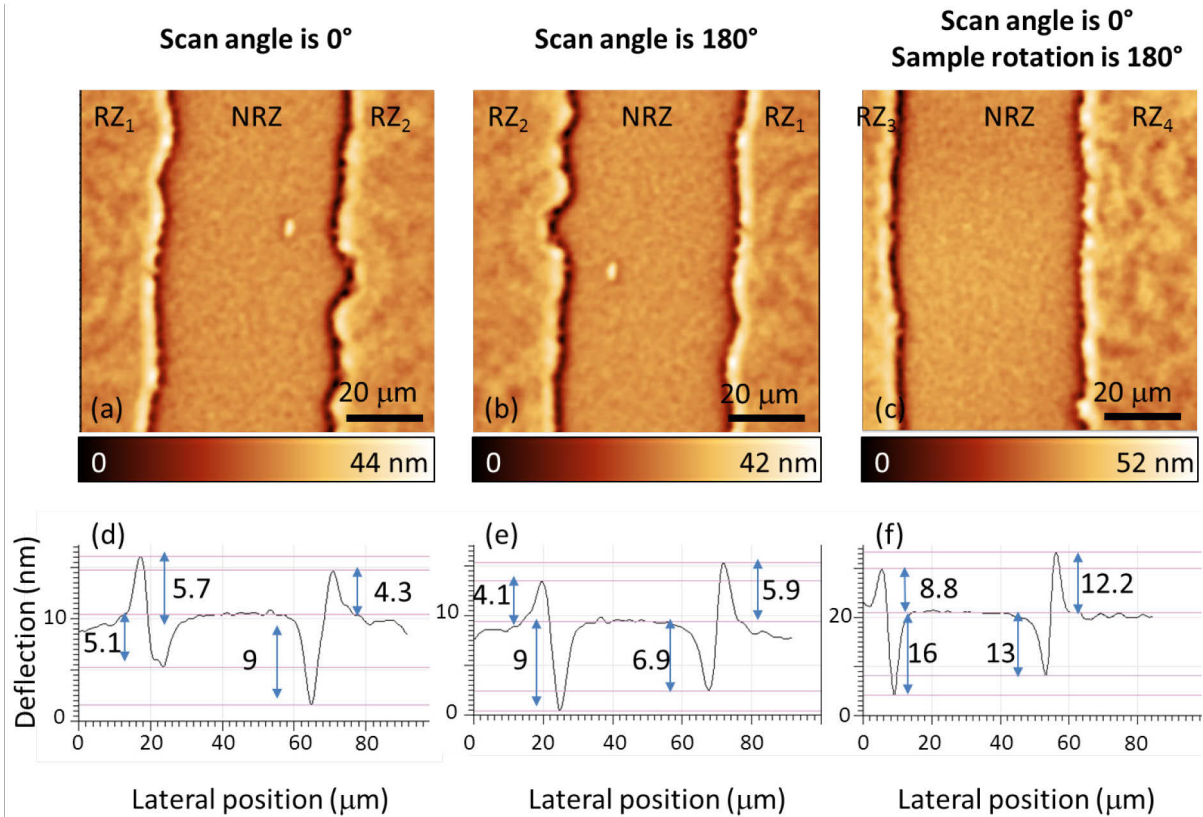 Scan angle is 0°
Scan angle is 180°
Scan angle is 0°
Sample rotation is 180°
RZ₁ NRZ RZ₂
RZ₂ NRZ RZ₁
RZ₃ NRZ RZ₄
20 μm
20 μm
20 μm
(a)
(b)
(c)
0 44 nm
0 42 nm
0 52 nm
(d)
(e)
(f)
Deflection (nm)
10
0
5.7
4.3
5.1
9
0 20 40 60 80
10
0
4.1
5.9
9
6.9
0 20 40 60 80
20
0
8.8
12.2
16
13
0 20 40 60 80
Lateral position (μm)
Lateral position (μm)
Lateral position (μm)